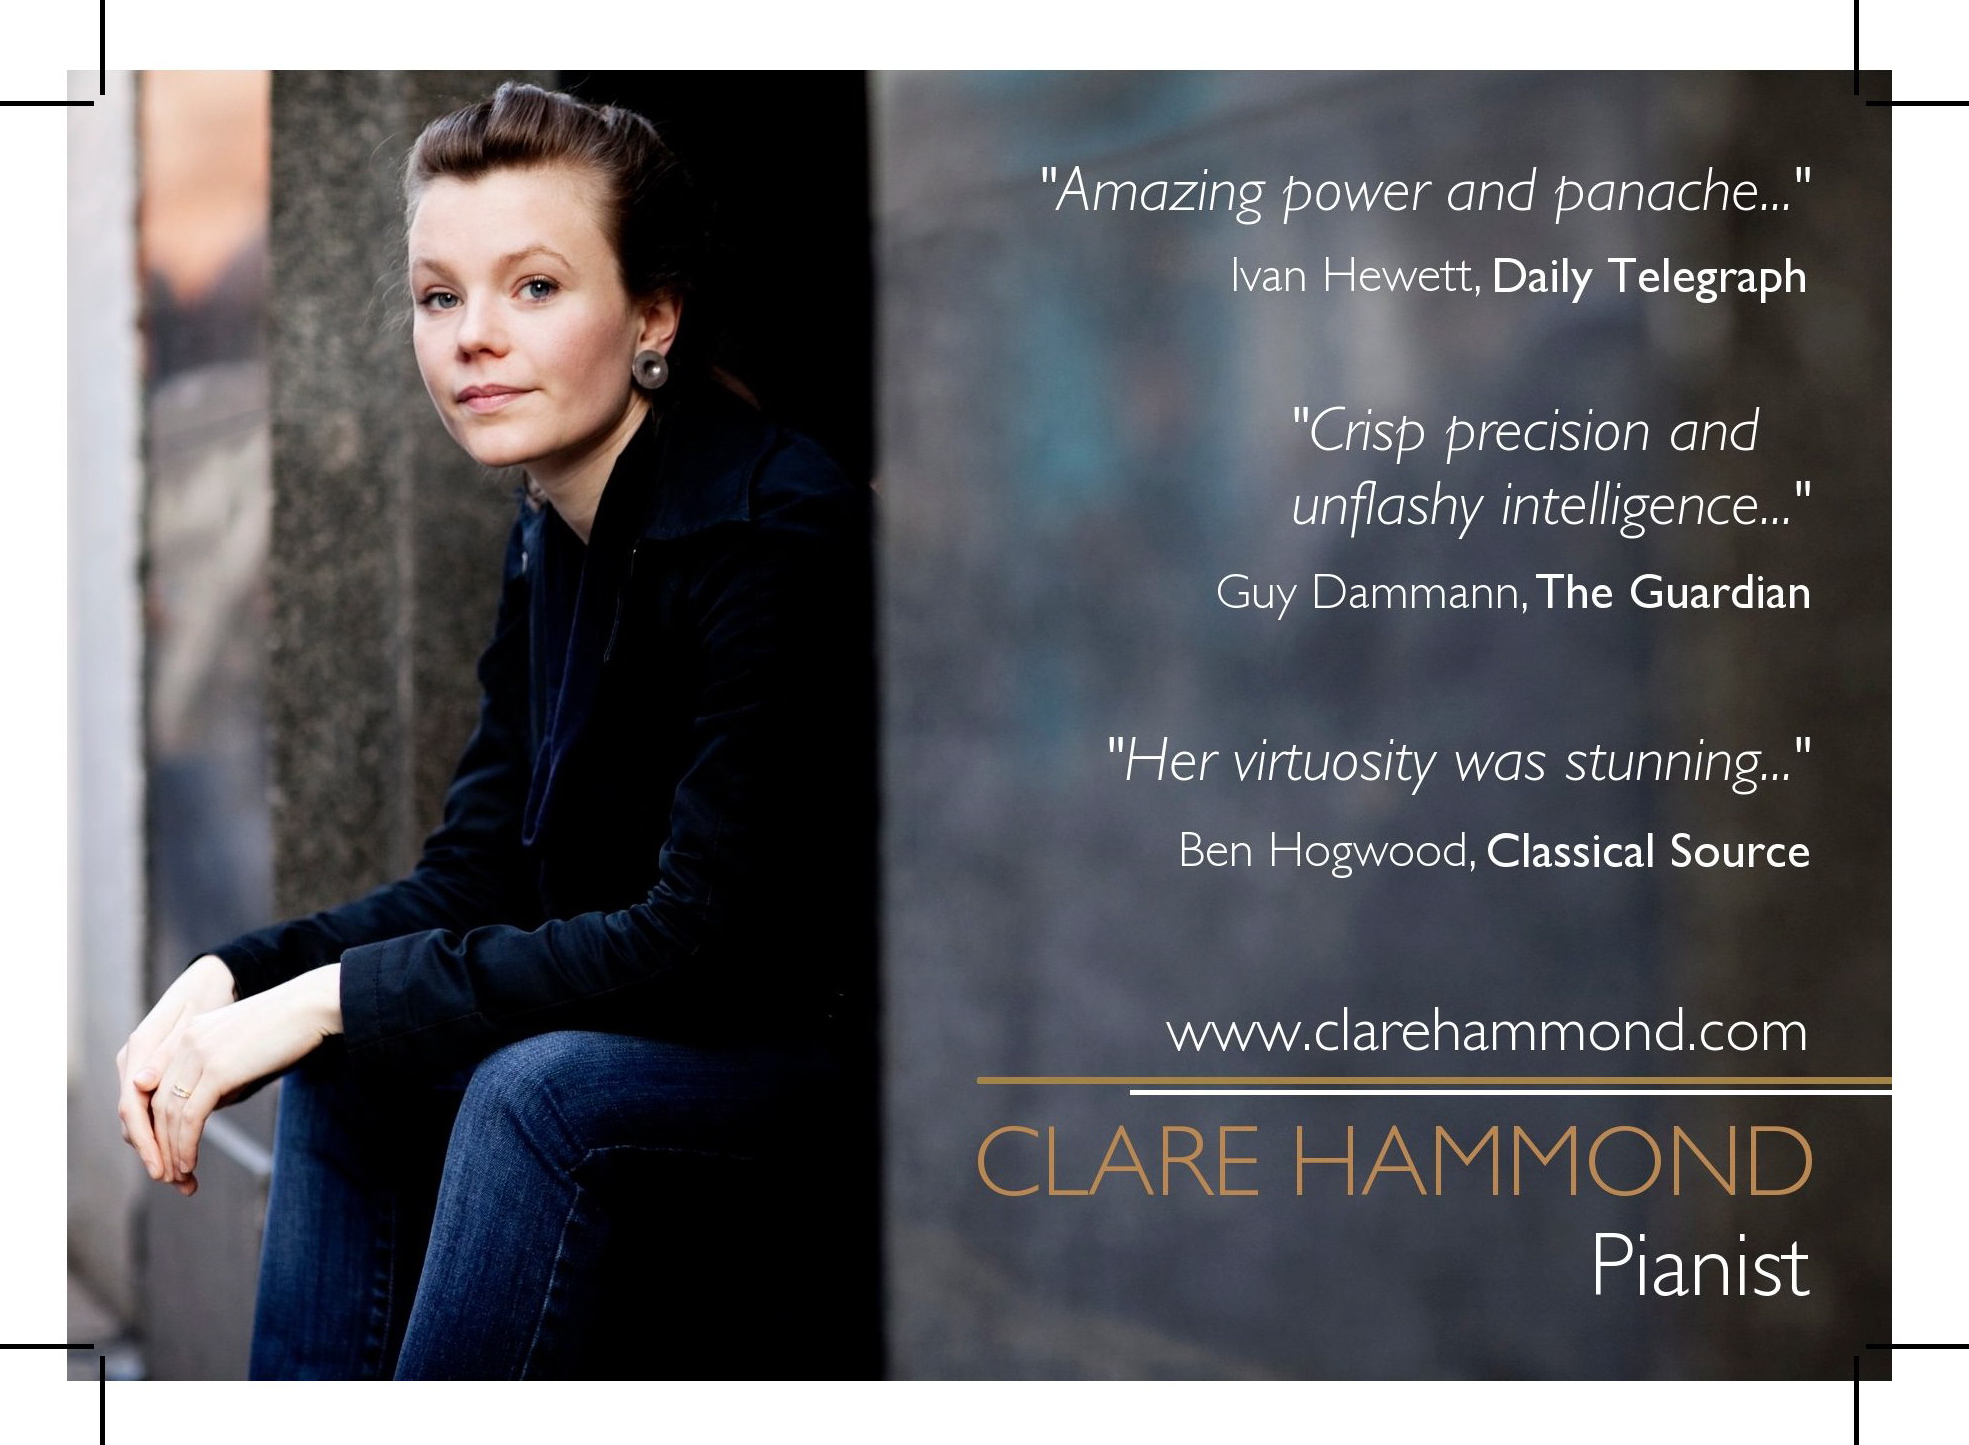 "Amazing power and panache..."
Ivan Hewett, Daily Telegraph
"Crisp precision and
unflashy intelligence..."
Guy Dammann, The Guardian
"Her virtuosity was stunning..."
Ben Hogwood, Classical Source
www.clarehammond.com
CLARE HAMMOND
Pianist